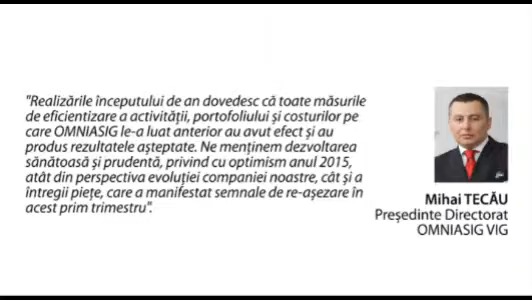 "Realizările începutului de an dovedesc că toate măsurile
de eficientizare a activității, portofoliului și costurilor pe
care OMNIASIG le-a luat anterior au avut efect și au
produs rezultatele așteptate. Ne menținem dezvoltarea
sănătoasă și prudentă, privind cu optimism anul 2015,
atât din perspectiva evoluției companiei noastre, cât și a
întregii piețe, care a manifestat semnale de re-așezare în
acest prim trimestru".
Mihai TECĂU
Președinte Directorat
OMNIASIG VIG